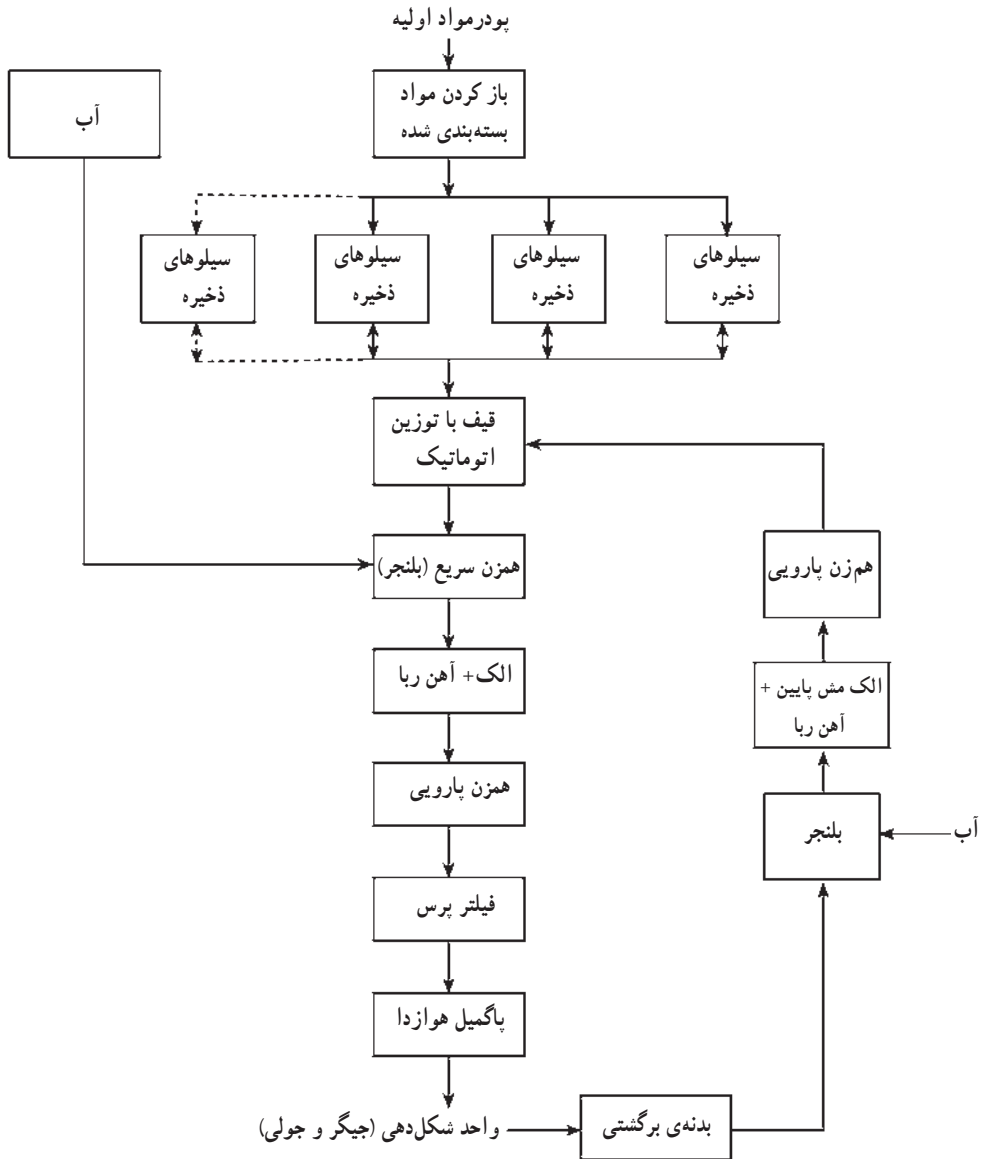 پودرمواد اولیه
باز کردن مواد
بسته‌بندی شده
آب
سیلوهای
ذخیره
سیلوهای
ذخیره
سیلوهای
ذخیره
سیلوهای
ذخیره
قیف با توزین
اتوماتیک
همزن سریع (بلنجر)
الک+ آهن ربا
همزن پارویی
فیلتر پرس
پاگمیل هوازدا
واحد شکل‌دهی (جیگر و جولی)
بدنه‌ی برگشتی
آب
بلنجر
الک مش پایین +
آهن ربا
هم‌زن پارویی